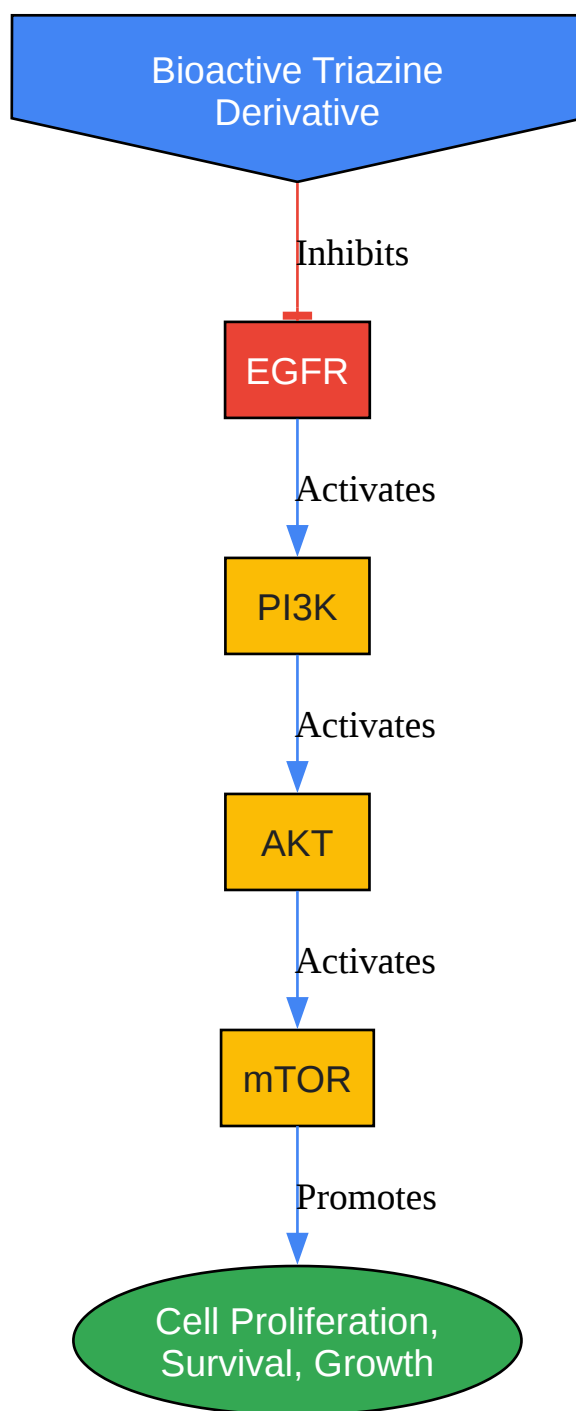 Bioactive Triazine
Derivative
Inhibits
EGFR
Activates
PI3K
Activates
AKT
Activates
mTOR
Promotes
Cell Proliferation,
Survival, Growth